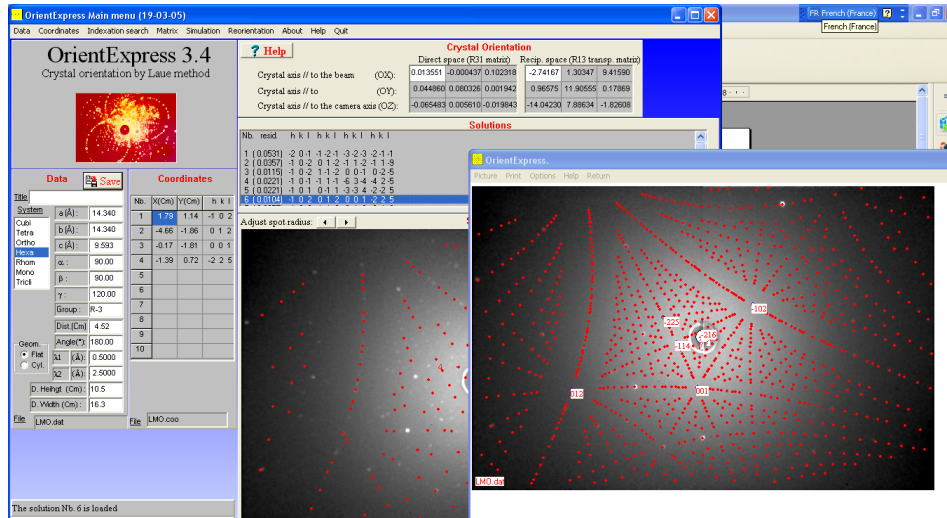 OrientExpress Main menu (19-03-05)
Data Coordinates Indexation search Matrix Simulation Reorientation About Help Quit
FR French (France)
French (France)
OrientExpress 3.4
Crystal orientation by Laue method
? Help
Crystal Orientation
Direct space (R31 matrix) Recip. space (R13 transp. matrix)
Crystal axis // to the beam (OX): 0.013551 -0.000437 0.102318 -2.74167 1.30347 9.41590
Crystal axis // to (OY): 0.044860 0.080326 0.001942 0.96575 11.90555 0.17869
Crystal axis // to the camera axis (OZ): -0.065483 0.005610 -0.019843 -14.04230 7.88634 -1.82608
Solutions
Nb. resid. h k l h k l h k l h k l
1 (0.0531) -2 0 -1 -1 -2 -1 -3 -2 -3 -2 -1 -1
2 (0.0357) -1 0 -2 0 1 -2 -1 1 2 -1 1 -9
3 (0.0115) -1 0 -2 1 1 -2 0 0 -1 0 -2 -5
4 (0.0221) -1 0 -1 -1 1 -1 -6 3 -4 -4 2 -5
5 (0.0221) -1 0 1 0 -1 1 -3 -3 4 -2 -2 5
6 (0.0104) -1 0 2 0 1 2 0 0 1 -2 2 5
Adjust spot radius:
Data
Save
Title
System
Cubi
Tetra
Ortho
Hexa
Rhom
Mono
Tricli
a (Å) : 14.340
b (Å) : 14.340
c (Å) : 9.593
α : 90.00
β : 90.00
γ : 120.00
Group : R-3
Dist.(Cm) 4.52
Angle(°): 180.00
Geom.
Flat
Cyl.
λ1 (Å): 0.5000
λ2 (Å): 2.5000
D. Heihgt (Cm) : 10.5
D. Width (Cm) : 16.3
File LMO.dat
Coordinates
Nb. X(Cm) Y(Cm) h k l
1 1.79 1.14 -1 0 2
2 -4.66 -1.86 0 1 2
3 -0.17 -1.81 0 0 1
4 -1.39 0.72 -2 2 5
5
6
7
8
9
10
File LMO.coo
The solution Nb. 6 is loaded
OrientExpress.
Picture Print Options Help Return
-102
-225
-216
-114
012
001
LMO.dat